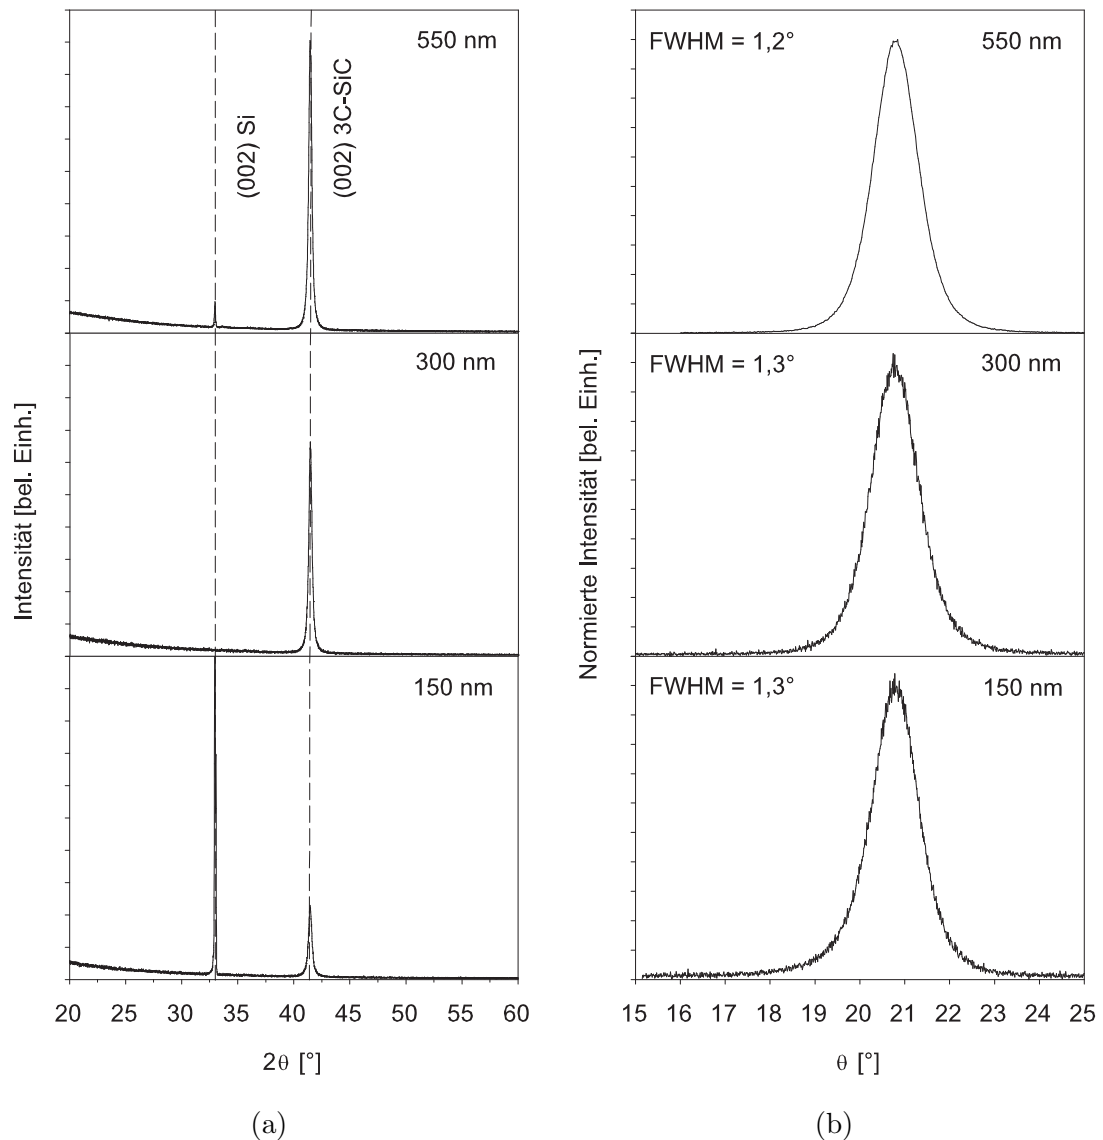 550 nm
(002) Si
(002) 3C-SiC
300 nm
150 nm
Intensität [bel. Einh.]
20 25 30 35 40 45 50 55 60
2θ [°]
(a)
FWHM = 1,2° 550 nm
FWHM = 1,3° 300 nm
FWHM = 1,3° 150 nm
Normierte Intensität [bel. Einh.]
15 16 17 18 19 20 21 22 23 24 25
θ [°]
(b)